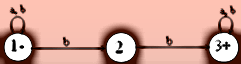 a, b a, b
b b
1- 2 3+